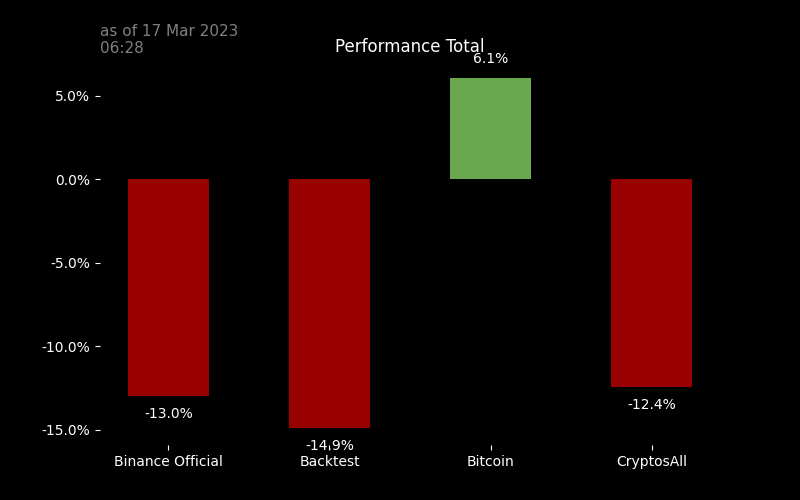 as of 17 Mar 2023
06:28
Performance Total
6.1%
5.0%
0.0%
-5.0%
-10.0%
-15.0%
-13.0%
-14.9%
-12.4%
Binance Official
Backtest
Bitcoin
CryptosAll